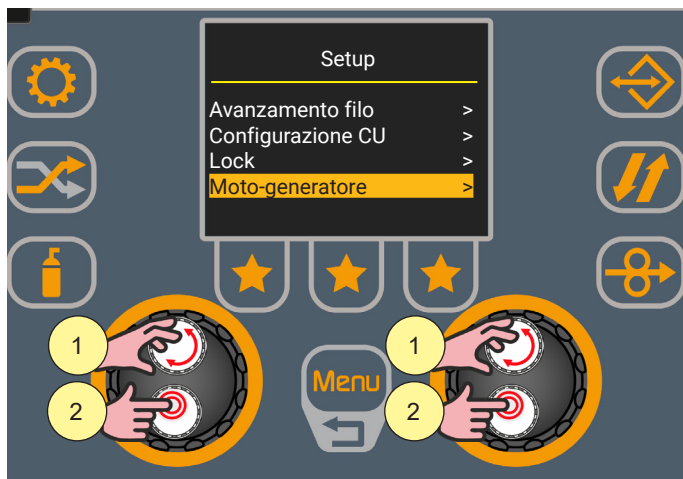 Setup
Avanzamento filo >
Configurazione CU >
Lock >
Moto-generatore >
1
1
Menu
2
2